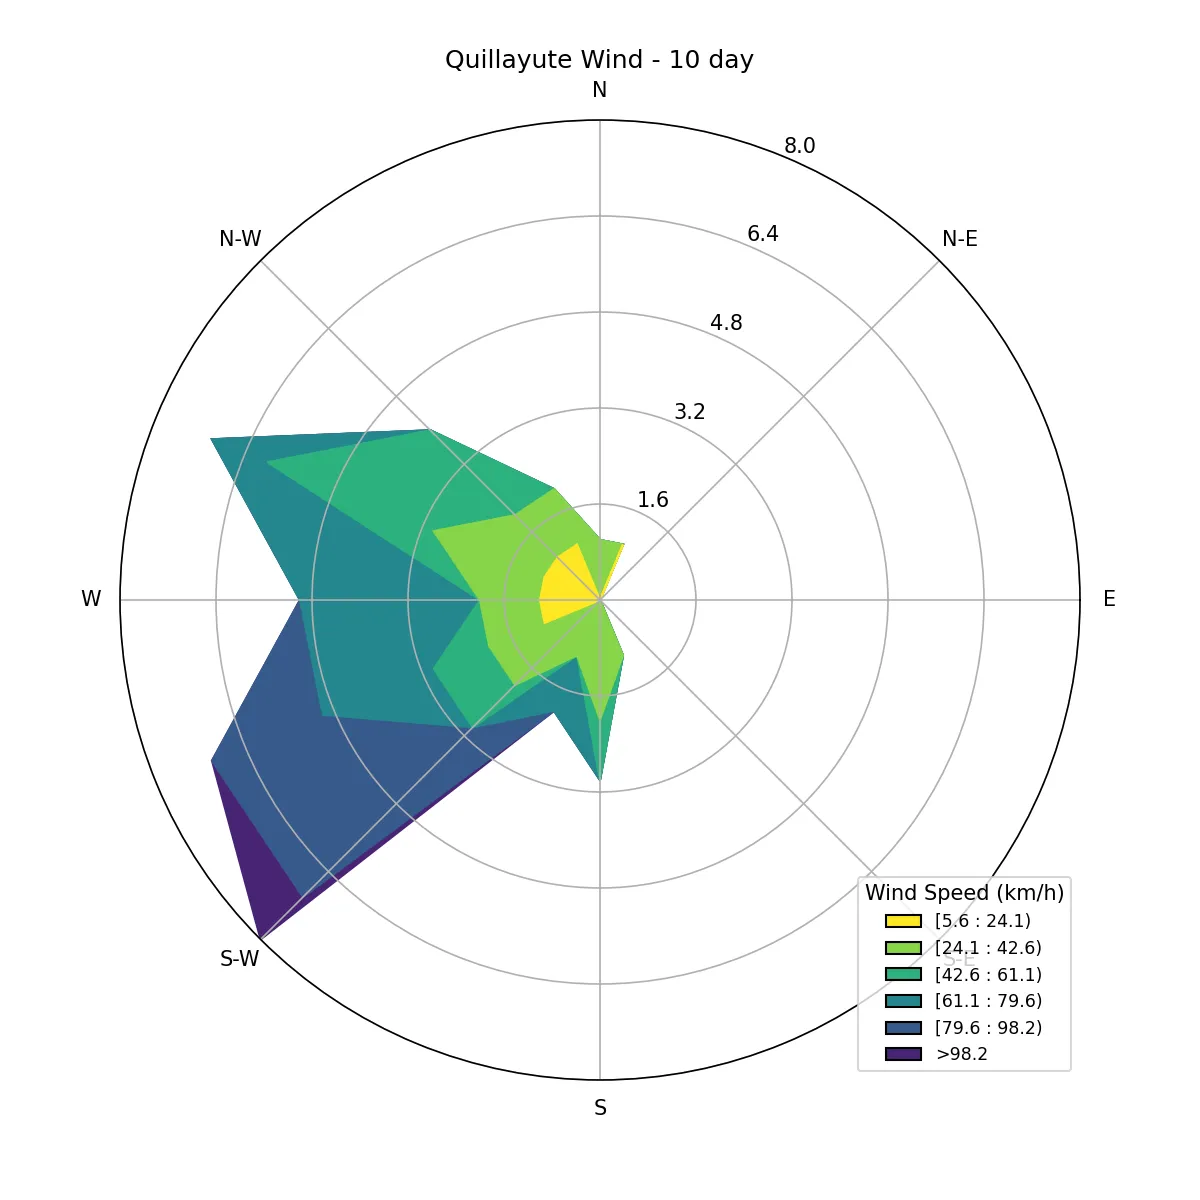 Quillayute Wind - 10 day
N
8.0
N-W
N-E
6.4
4.8
3.2
1.6
W
E
S-W
S-E
S
Wind Speed (km/h)
[5.6 : 24.1)
[24.1 : 42.6)
[42.6 : 61.1)
[61.1 : 79.6)
[79.6 : 98.2)
>98.2